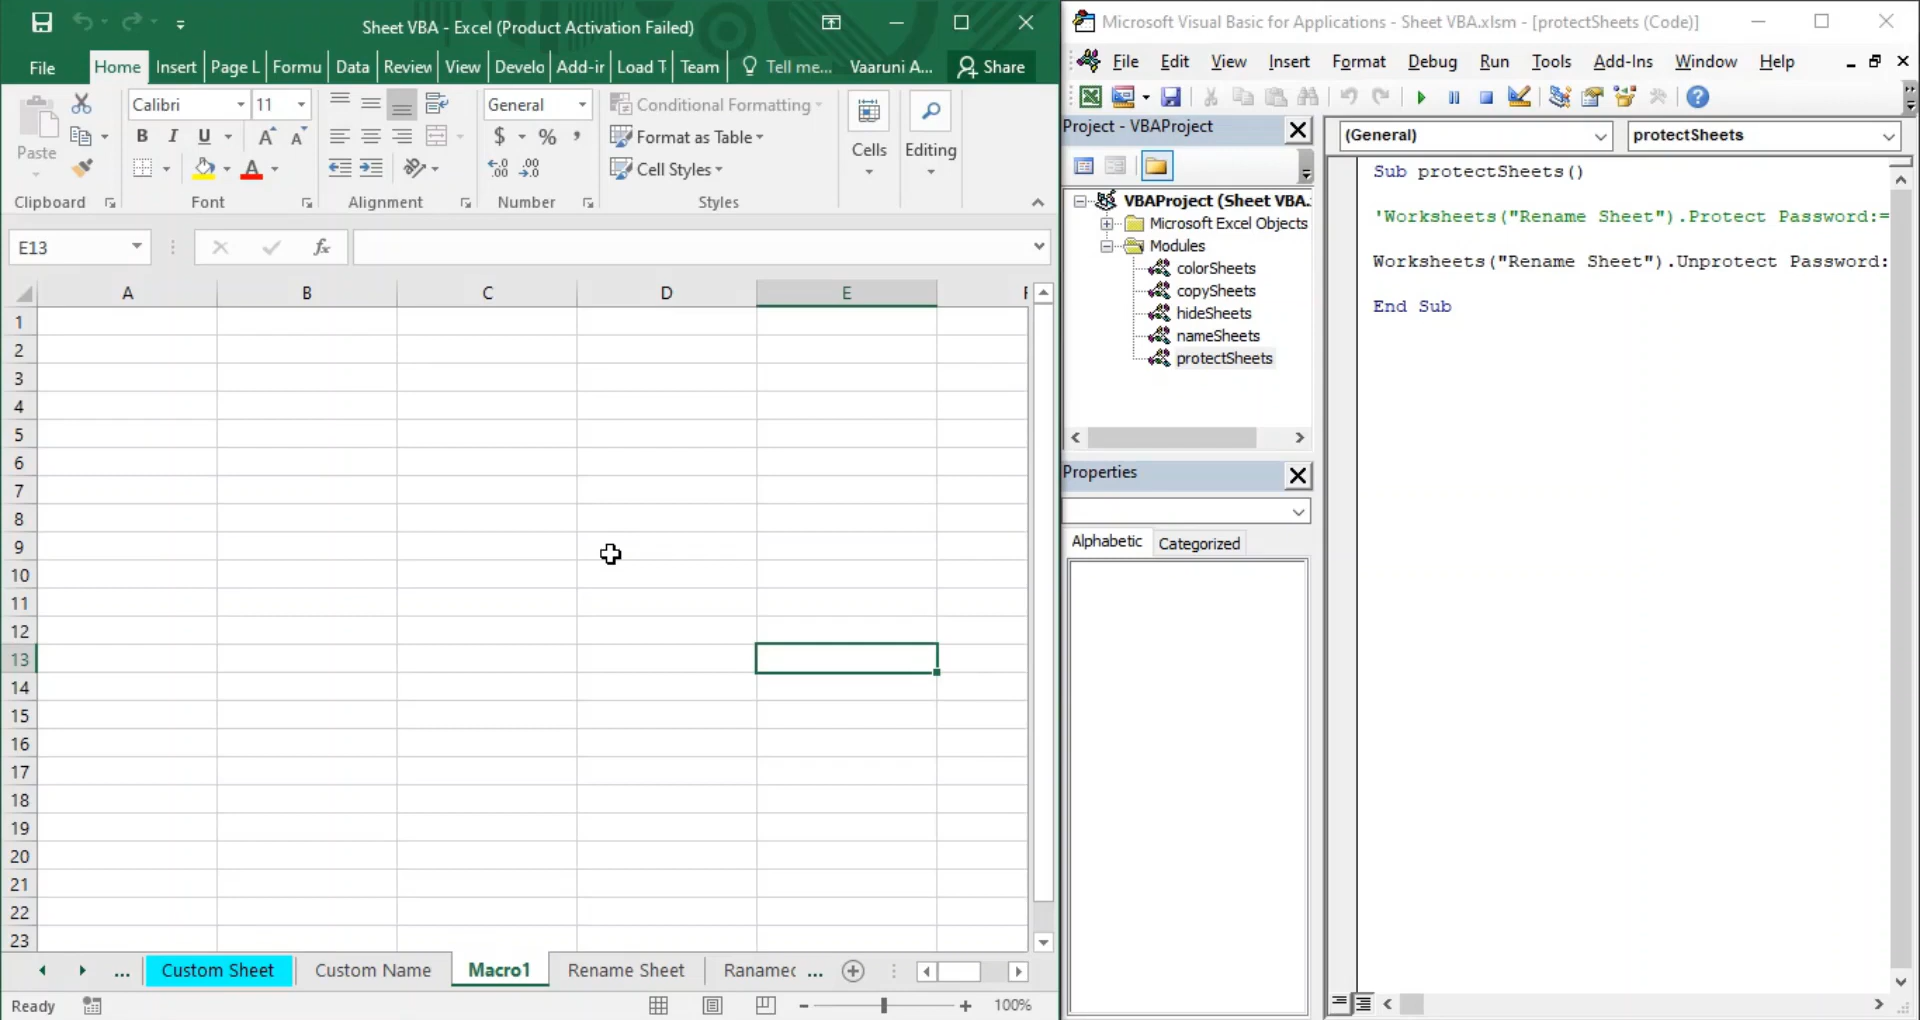 Sheet VBA - Excel (Product Activation Failed)
File Home Insert Page L Formu Data Review View Develo Add-ir Load T Team Tell me... Vaaruni A... Share
Paste
Calibri 11
B I U A A
A
General
$ % ,
Conditional Formatting
Format as Table
Cell Styles
Cells
Editing
Clipboard Font Alignment Number Styles
E13 fx
A B C D E F
1
2
3
4
5
6
7
8
9
10
11
12
13
14
15
16
17
18
19
20
21
22
23
... Custom Sheet Custom Name Macro1 Rename Sheet Ranamec ...
Ready 100%
Microsoft Visual Basic for Applications - Sheet VBA.xlsm - [protectSheets (Code)]
File Edit View Insert Format Debug Run Tools Add-Ins Window Help
Project - VBAProject
VBAProject (Sheet VBA.
Microsoft Excel Objects
Modules
colorSheets
copySheets
hideSheets
nameSheets
protectSheets
Properties
Alphabetic Categorized
(General) protectSheets
Sub protectSheets()
'Worksheets("Rename Sheet").Protect Password:=
Worksheets("Rename Sheet").Unprotect Password:
End Sub